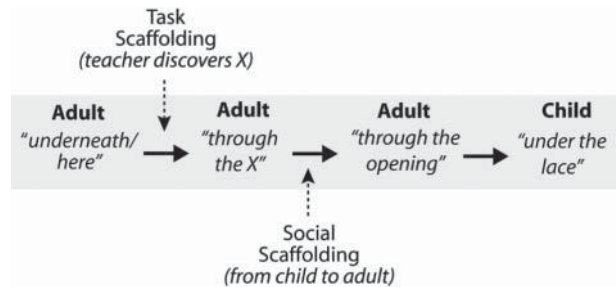 Task
Scaffolding
(teacher discovers X)
Adult
"underneath/
here"
Adult
"through
the X"
Adult
"through the
opening"
Child
"under the
lace"
Social
Scaffolding
(from child to adult)